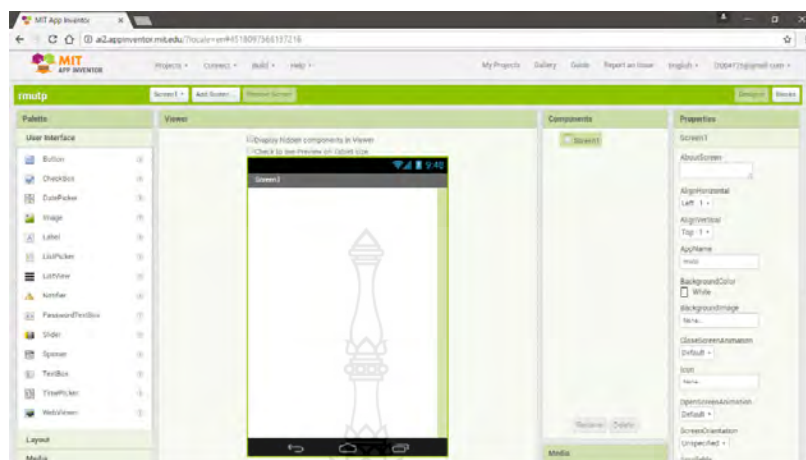 MIT App Inventor
ai2.appinventor.mit.edu/?locale=en#4518097568137216
MIT
APP INVENTOR
Projects
Connect
Build
Help
My Projects
Gallery
Guide
Report an Issue
English
rmutp
Screen1
Add Screen ...
Remove Screen
Designer
Blocks
Palette
Viewer
Components
Properties
User Interface
Button
CheckBox
DatePicker
Image
Label
ListPicker
ListView
Notifier
PasswordTextBox
Slider
Spinner
TextBox
TimePicker
WebViewer
Layout
Media
Display hidden components in Viewer
Check to see Preview on Tablet size.
9:48
Screen1
Screen1
Rename
Delete
Media
Screen1
AboutScreen
AlignHorizontal
Left : 1
AlignVertical
Top : 1
AppName
BackgroundColor
White
BackgroundImage
None...
CloseScreenAnimation
Default
Icon
None...
OpenScreenAnimation
Default
ScreenOrientation
Unspecified